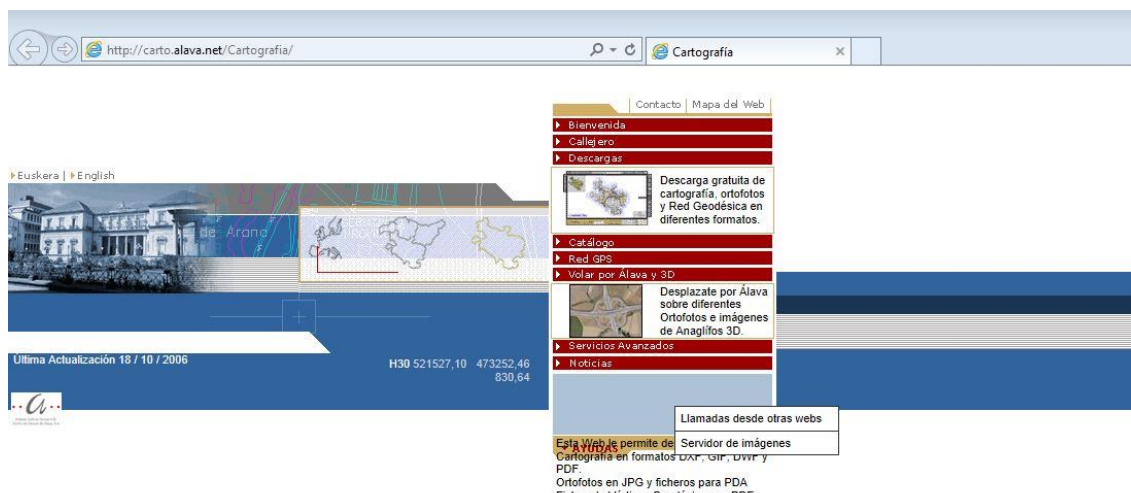 http://carto.alava.net/Cartografia/
Cartografía
Contacto | Mapa del Web
Bienvenida
Callejero
Descargas
Euskera | English
Descarga gratuita de
cartografía, ortofotos
y Red Geodésica en
diferentes formatos.
de Arana
Catálogo
Red GPS
Volar por Álava y 3D
Desplazate por Álava
sobre diferentes
Ortofotos e imágenes
de Anaglífos 3D.
Servicios Avanzados
Noticias
Última Actualización 18 / 10 / 2006
H30 521527,10 473252,46
830,64
Llamadas desde otras webs
Servidor de imágenes
Esta Web le permite de
AYUDAS
Cartografía en formatos DXF, GIF, DWF y
PDF.
Ortofotos en JPG y ficheros para PDA